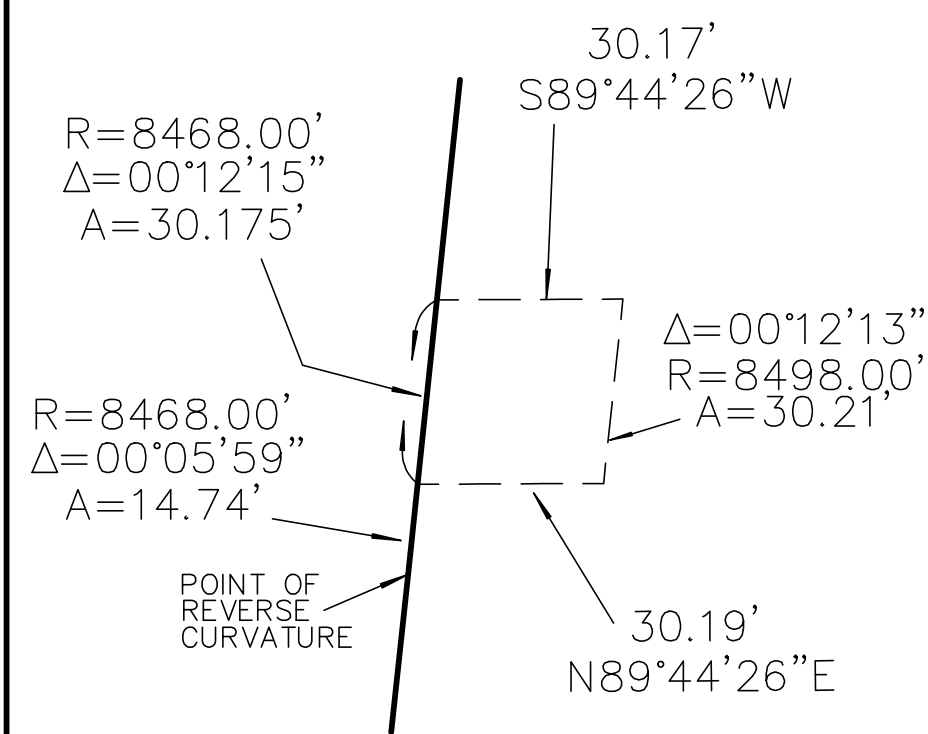 30.17'
S89°44'26"W
R=8468.00'
Δ=00°12'15"
A=30.175'
Δ=00°12'13"
R=8498.00'
A=30.21'
R=8468.00'
Δ=00°05'59"
A=14.74'
POINT OF
REVERSE
CURVATURE
30.19'
N89°44'26"E